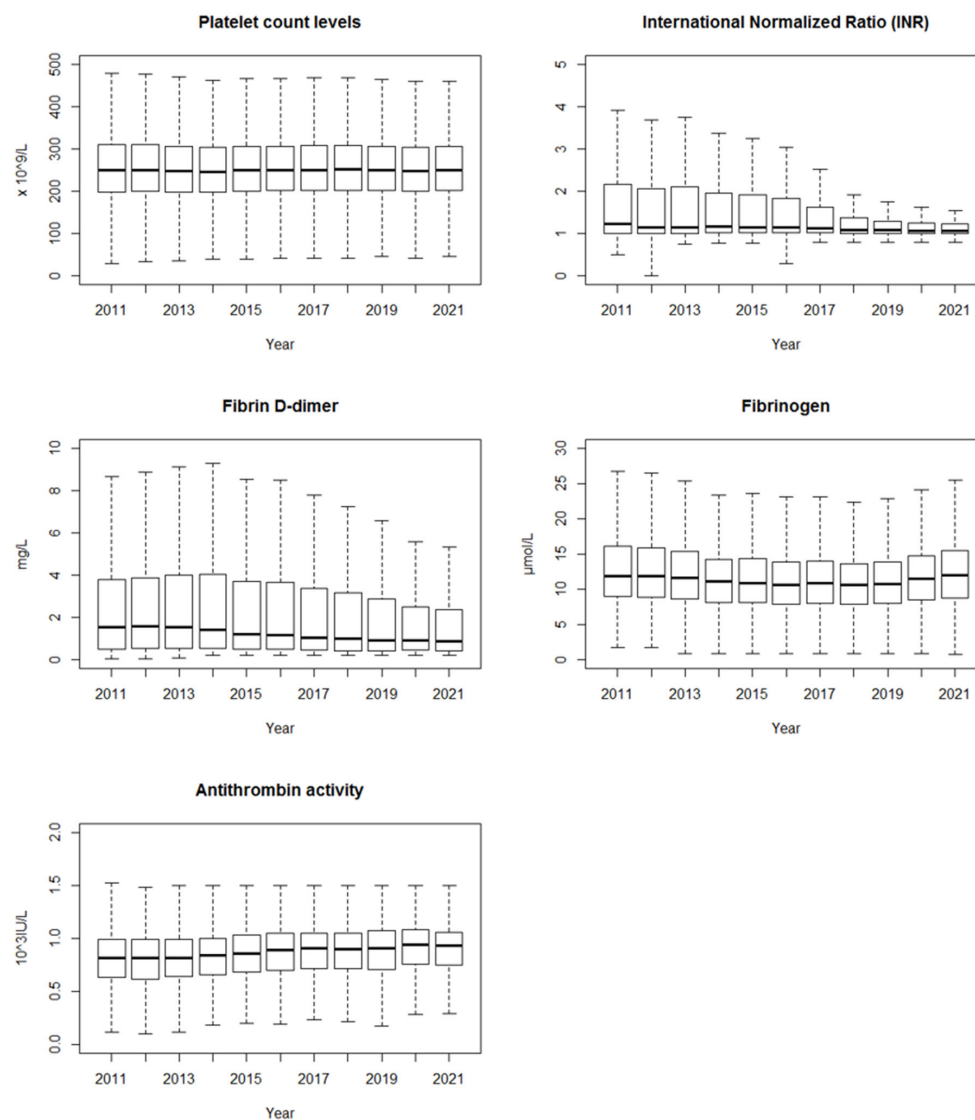 Platelet count levels
x 10^9/L
500
400
300
200
100
0
2011 2013 2015 2017 2019 2021
Year
International Normalized Ratio (INR)
5
4
3
2
1
0
2011 2013 2015 2017 2019 2021
Year
Fibrin D-dimer
mg/L
10
8
6
4
2
0
2011 2013 2015 2017 2019 2021
Year
Fibrinogen
µmol/L
30
25
20
15
10
5
0
2011 2013 2015 2017 2019 2021
Year
Antithrombin activity
10^3IU/L
2.0
1.5
1.0
0.5
0.0
2011 2013 2015 2017 2019 2021
Year